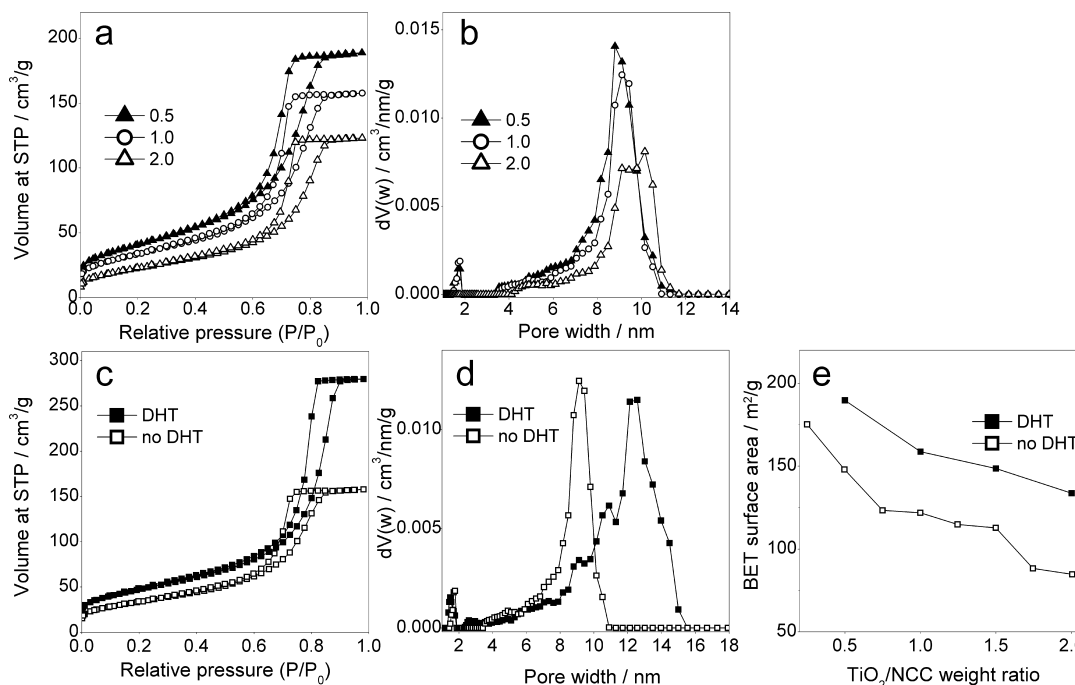 a
200
150
100
50
0
Volume at STP / cm³/g
0.5
1.0
2.0
0.0 0.2 0.4 0.6 0.8 1.0
Relative pressure (P/P₀)
b
0.015
0.010
0.005
0.000
dV(w) / cm³/nm/g
0.5
1.0
2.0
2 4 6 8 10 12 14
Pore width / nm
c
300
250
200
150
100
50
0
Volume at STP / cm³/g
DHT
no DHT
0.0 0.2 0.4 0.6 0.8 1.0
Relative pressure (P/P₀)
d
0.010
0.005
0.000
dV(w) / cm³/nm/g
DHT
no DHT
2 4 6 8 10 12 14 16 18
Pore width / nm
e
200
150
100
50
BET surface area / m²/g
DHT
no DHT
0.5 1.0 1.5 2.0
TiO₂/NCC weight ratio